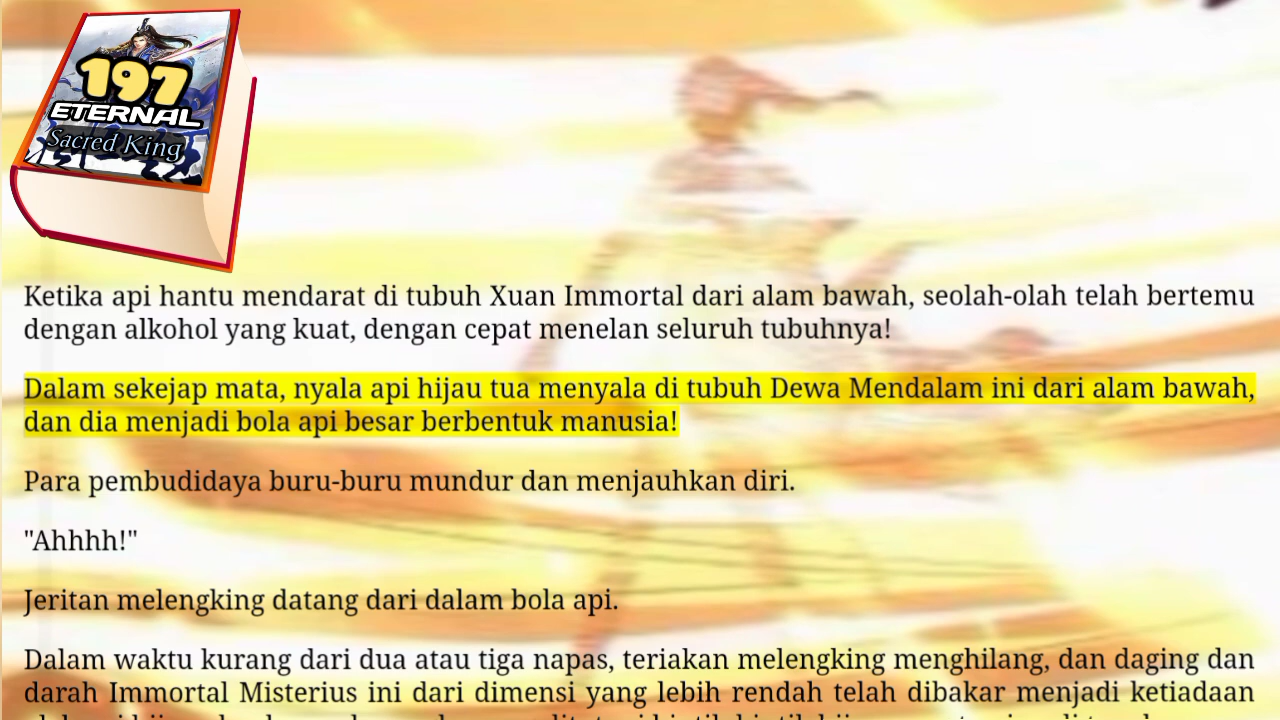 197
ETERNAL
Sacred King
Ketika api hantu mendarat di tubuh Xuan Immortal dari alam bawah, seolah-olah telah bertemu
dengan alkohol yang kuat, dengan cepat menelan seluruh tubuhnya!
Dalam sekejap mata, nyala api hijau tua menyala di tubuh Dewa Mendalam ini dari alam bawah,
dan dia menjadi bola api besar berbentuk manusia!
Para pembudidaya buru-buru mundur dan menjauhkan diri.
"Ahhhh!"
Jeritan melengking datang dari dalam bola api.
Dalam waktu kurang dari dua atau tiga napas, teriakan melengking menghilang, dan daging dan
darah Immortal Misterius ini dari dimensi yang lebih rendah telah dibakar menjadi ketiadaan